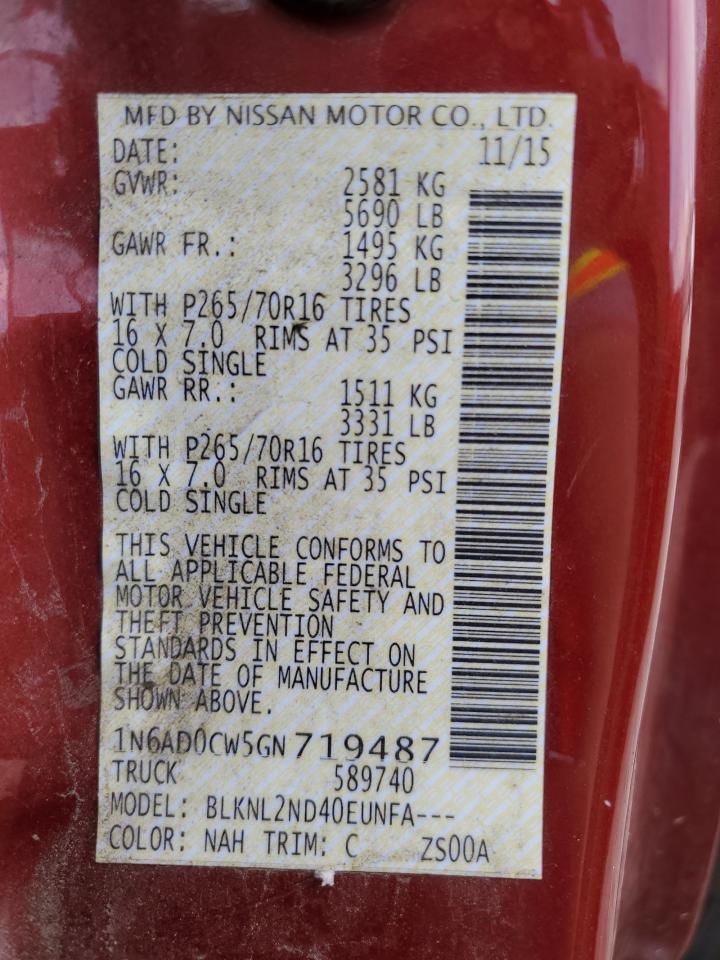 MFD BY NISSAN MOTOR CO., LTD.
DATE: 11/15
GVWR: 2581 KG
5690 LB
GAWR FR.: 1495 KG
3296 LB
WITH P265/70R16 TIRES
16 X 7.0 RIMS AT 35 PSI
COLD SINGLE
GAWR RR.: 1511 KG
3331 LB
WITH P265/70R16 TIRES
16 X 7.0 RIMS AT 35 PSI
COLD SINGLE
THIS VEHICLE CONFORMS TO
ALL APPLICABLE FEDERAL
MOTOR VEHICLE SAFETY AND
THEFT PREVENTION
STANDARDS IN EFFECT ON
THE DATE OF MANUFACTURE
SHOWN ABOVE.
1N6AD0CW5GN719487
TRUCK 589740
MODEL: BLKNL2ND40EUNFA---
COLOR: NAH TRIM: C ZS00A